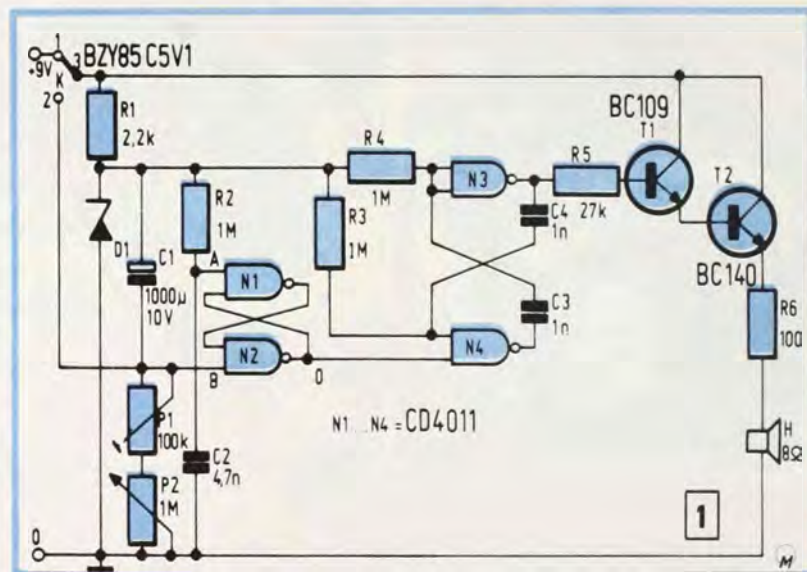 1
BZY85 C5V1
+9V
3
K
2
R1
2,2k
BC109
T1
R4
1M
N3
R5
27k
T2
R2
1M
R3
1M
C4
1n
D1
C1
1000µ
10V
A
N1
BC140
C3
1n
R6
100
N2
B
D
N4
P1
100k
N1...N4 = CD4011
H
8Ω
C2
4,7n
P2
1M
1
0
M